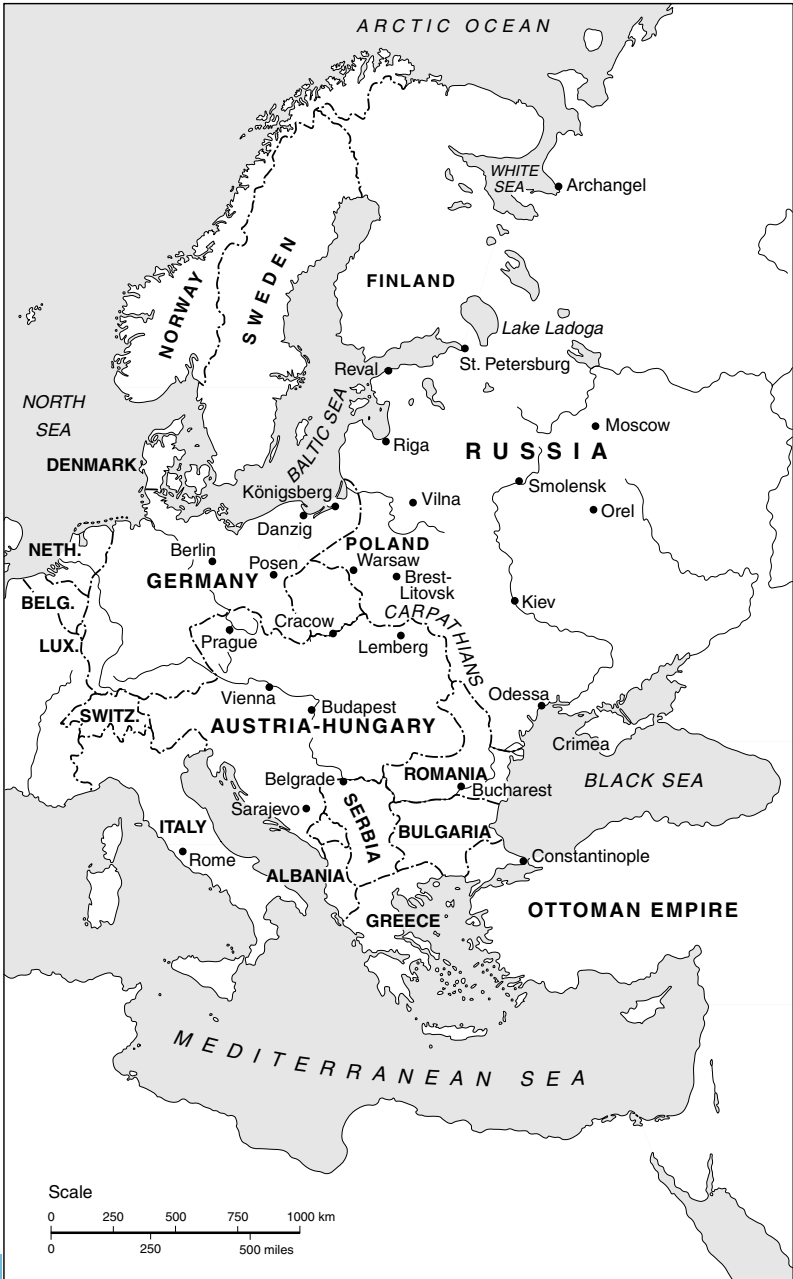 ARCTIC OCEAN
WHITE
SEA
Archangel
NORWAY
SWEDEN
FINLAND
Lake Ladoga
St. Petersburg
Reval
NORTH
SEA
BALTIC SEA
Moscow
Riga
RUSSIA
DENMARK
Smolensk
Königsberg
Vilna
Orel
Danzig
NETH.
POLAND
Berlin
Warsaw
Posen
GERMANY
Brest-
Litovsk
BELG.
Kiev
CARPATHIANS
Cracow
LUX.
Prague
Lemberg
Vienna
Odessa
Budapest
SWITZ.
AUSTRIA-HUNGARY
Crimea
ROMANIA
Belgrade
BLACK SEA
Bucharest
Sarajevo
SERBIA
ITALY
BULGARIA
Rome
Constantinople
ALBANIA
OTTOMAN EMPIRE
GREECE
MEDITERRANEAN SEA
Scale
0 250 500 750 1000 km
0 250 500 miles